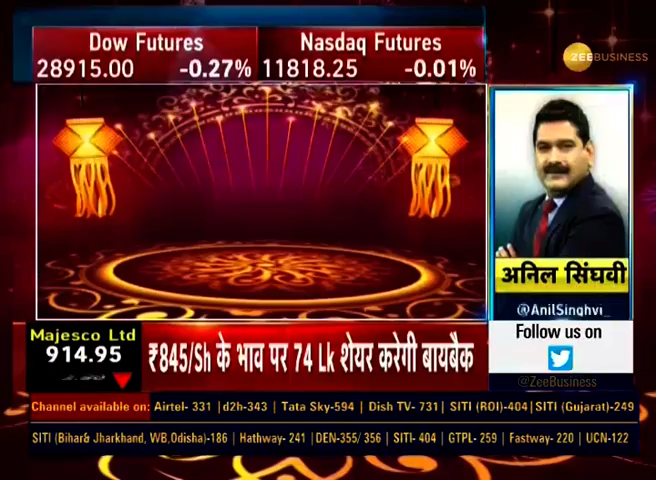 Dow Futures
28915.00 -0.27%
Nasdaq Futures
11818.25 -0.01%
ZEEBUSINESS
अनिल सिंघवी
@AnilSinghvi_
Majesco Ltd
914.95
₹845/Sh के भाव पर 74 Lk शेयर करेगी बायबैक
Follow us on
@ZeeBusiness
Channel available on: Airtel- 331 |d2h-343 | Tata Sky-594 | Dish TV- 731| SITI (ROI)-404|SITI (Gujarat)-249
SITI (Bihar& Jharkhand, WB,Odisha)-186 | Hathway- 241 |DEN-355/ 356 | SITI- 404 | GTPL- 259 | Fastway- 220 | UCN-122